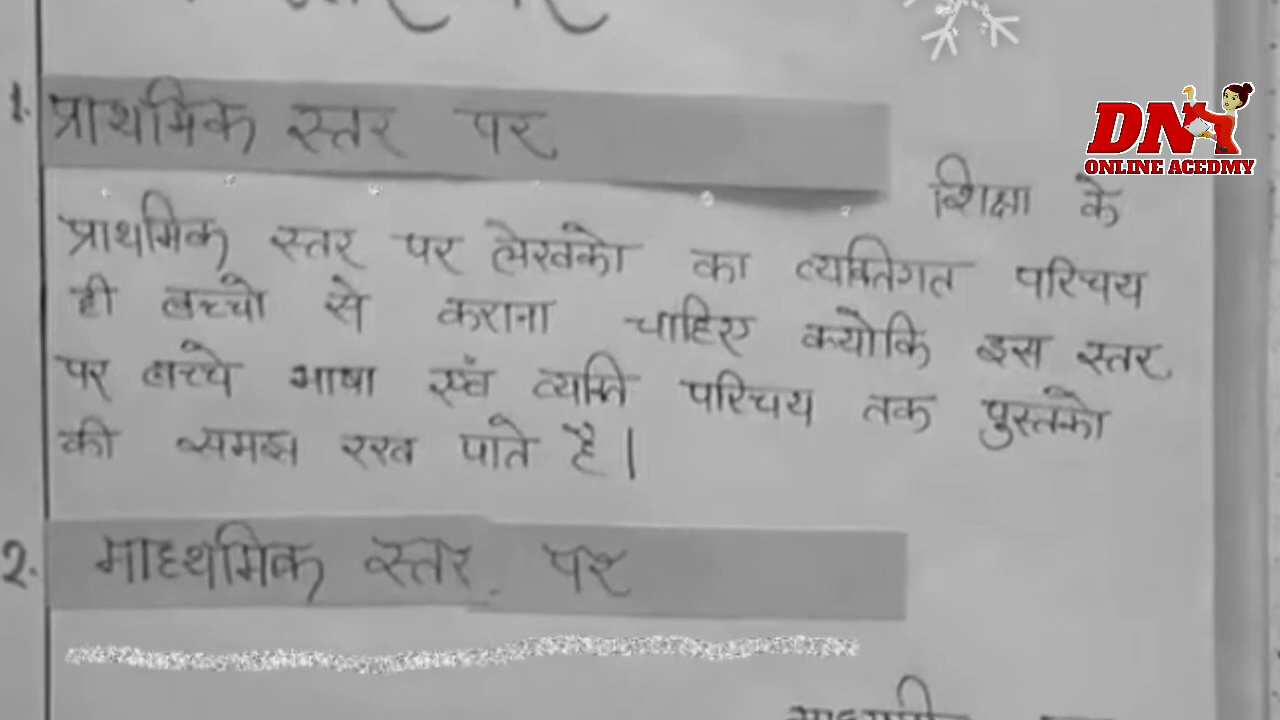 1. प्राथमिक स्तर पर
DNA
ONLINE ACEDMY
शिक्षा के
प्राथमिक स्तर पर लेखको का व्यक्तिगत परिचय
ही बच्चो से कराना चाहिए क्योकि इस स्तर
पर बच्चे भाषा एवं व्यक्ति परिचय तक पुस्तको
की समझ रख पाते है।
2. माध्यमिक स्तर पर